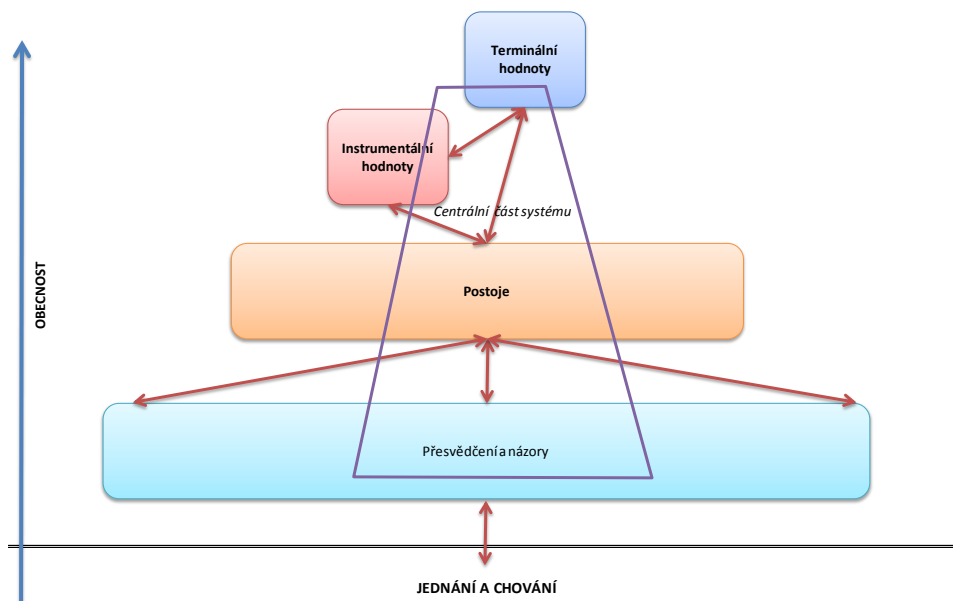 Terminální
hodnoty
Instrumentální
hodnoty
Centrální část systému
OBECNOST
Postoje
Přesvědčení a názory
JEDNÁNÍ A CHOVÁNÍ